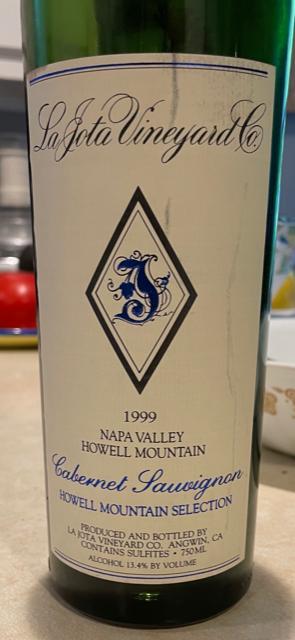 La Jota Vineyard Co.
J
1999
NAPA VALLEY
HOWELL MOUNTAIN
Cabernet Sauvignon
HOWELL MOUNTAIN SELECTION
PRODUCED AND BOTTLED BY
LA JOTA VINEYARD CO. ANGWIN, CA
CONTAINS SULFITES • 750ML
ALCOHOL 13.4% BY VOLUME